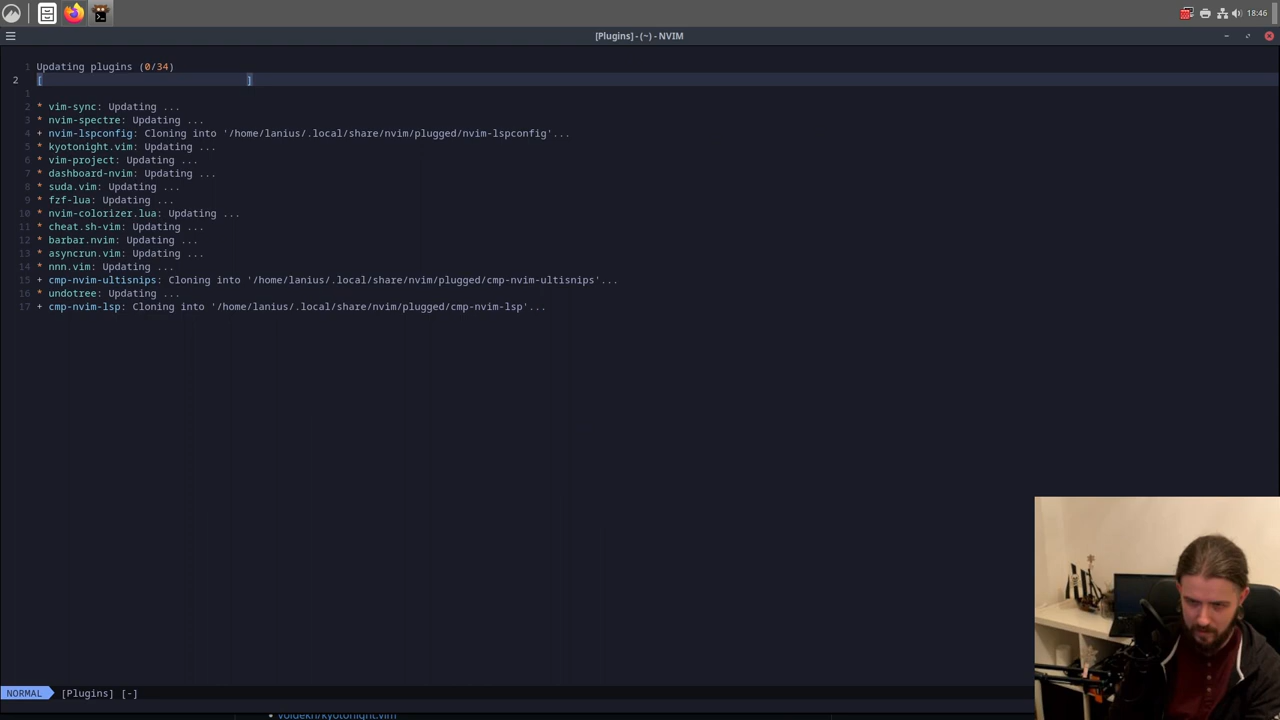 18:46
[Plugins] - (~) - NVIM
1 Updating plugins (0/34)
2 [ ]
1
2 * vim-sync: Updating ...
3 * nvim-spectre: Updating ...
4 + nvim-lspconfig: Cloning into '/home/lanius/.local/share/nvim/plugged/nvim-lspconfig'...
5 * kyotonight.vim: Updating ...
6 * vim-project: Updating ...
7 * dashboard-nvim: Updating ...
8 * suda.vim: Updating ...
9 * fzf-lua: Updating ...
10 * nvim-colorizer.lua: Updating ...
11 * cheat.sh-vim: Updating ...
12 * barbar.nvim: Updating ...
13 * asyncrun.vim: Updating ...
14 * nnn.vim: Updating ...
15 + cmp-nvim-ultisnips: Cloning into '/home/lanius/.local/share/nvim/plugged/cmp-nvim-ultisnips'...
16 * undotree: Updating ...
17 + cmp-nvim-lsp: Cloning into '/home/lanius/.local/share/nvim/plugged/cmp-nvim-lsp'...
NORMAL [Plugins] [-]
voidekh/kyotonight.vim